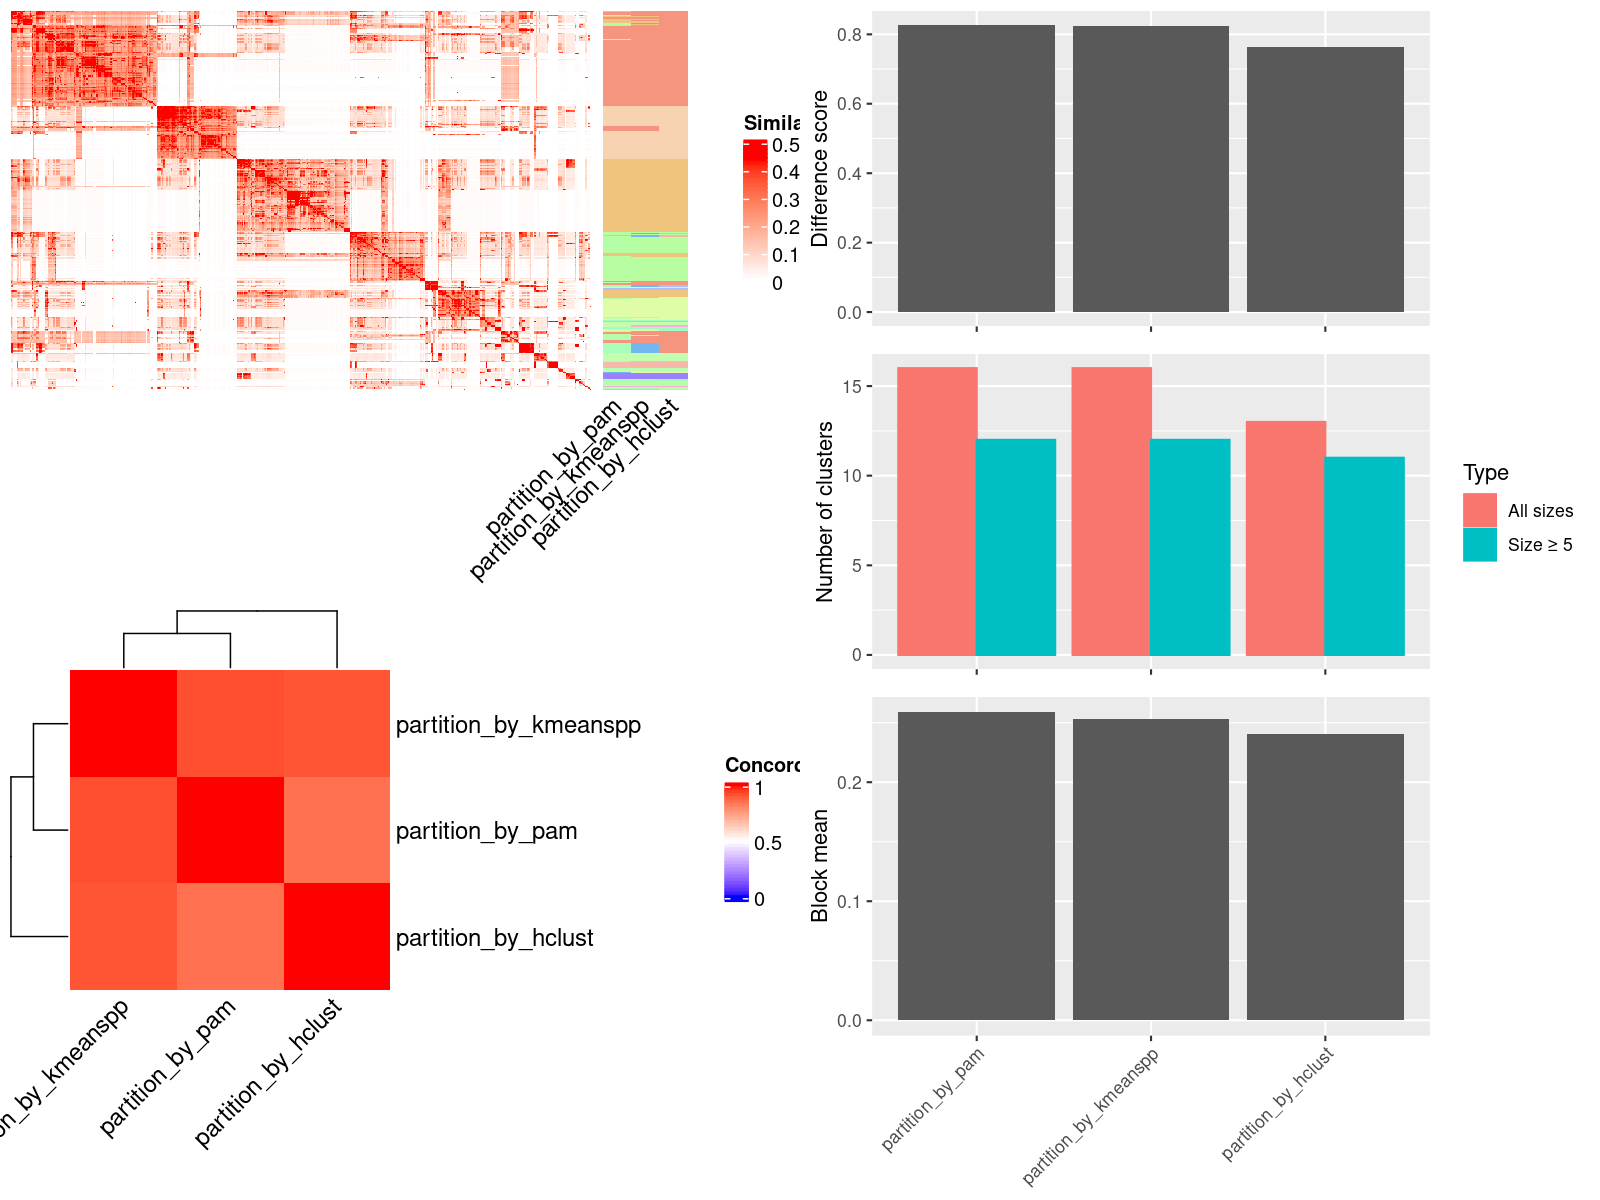 Simila
0.5
0.4
0.3
0.2
0.1
0
partition_by_pam
partition_by_kmeanspp
partition_by_hclust
partition_by_kmeanspp
partition_by_pam
partition_by_hclust
on_by_kmeanspp
partition_by_pam
partition_by_hclust
Concord
1
0.5
0
Difference score
0.8
0.6
0.4
0.2
0.0
Number of clusters
15
10
5
0
Type
All sizes
Size ≥ 5
Block mean
0.2
0.1
0.0
partition_by_pam
partition_by_kmeanspp
partition_by_hclust